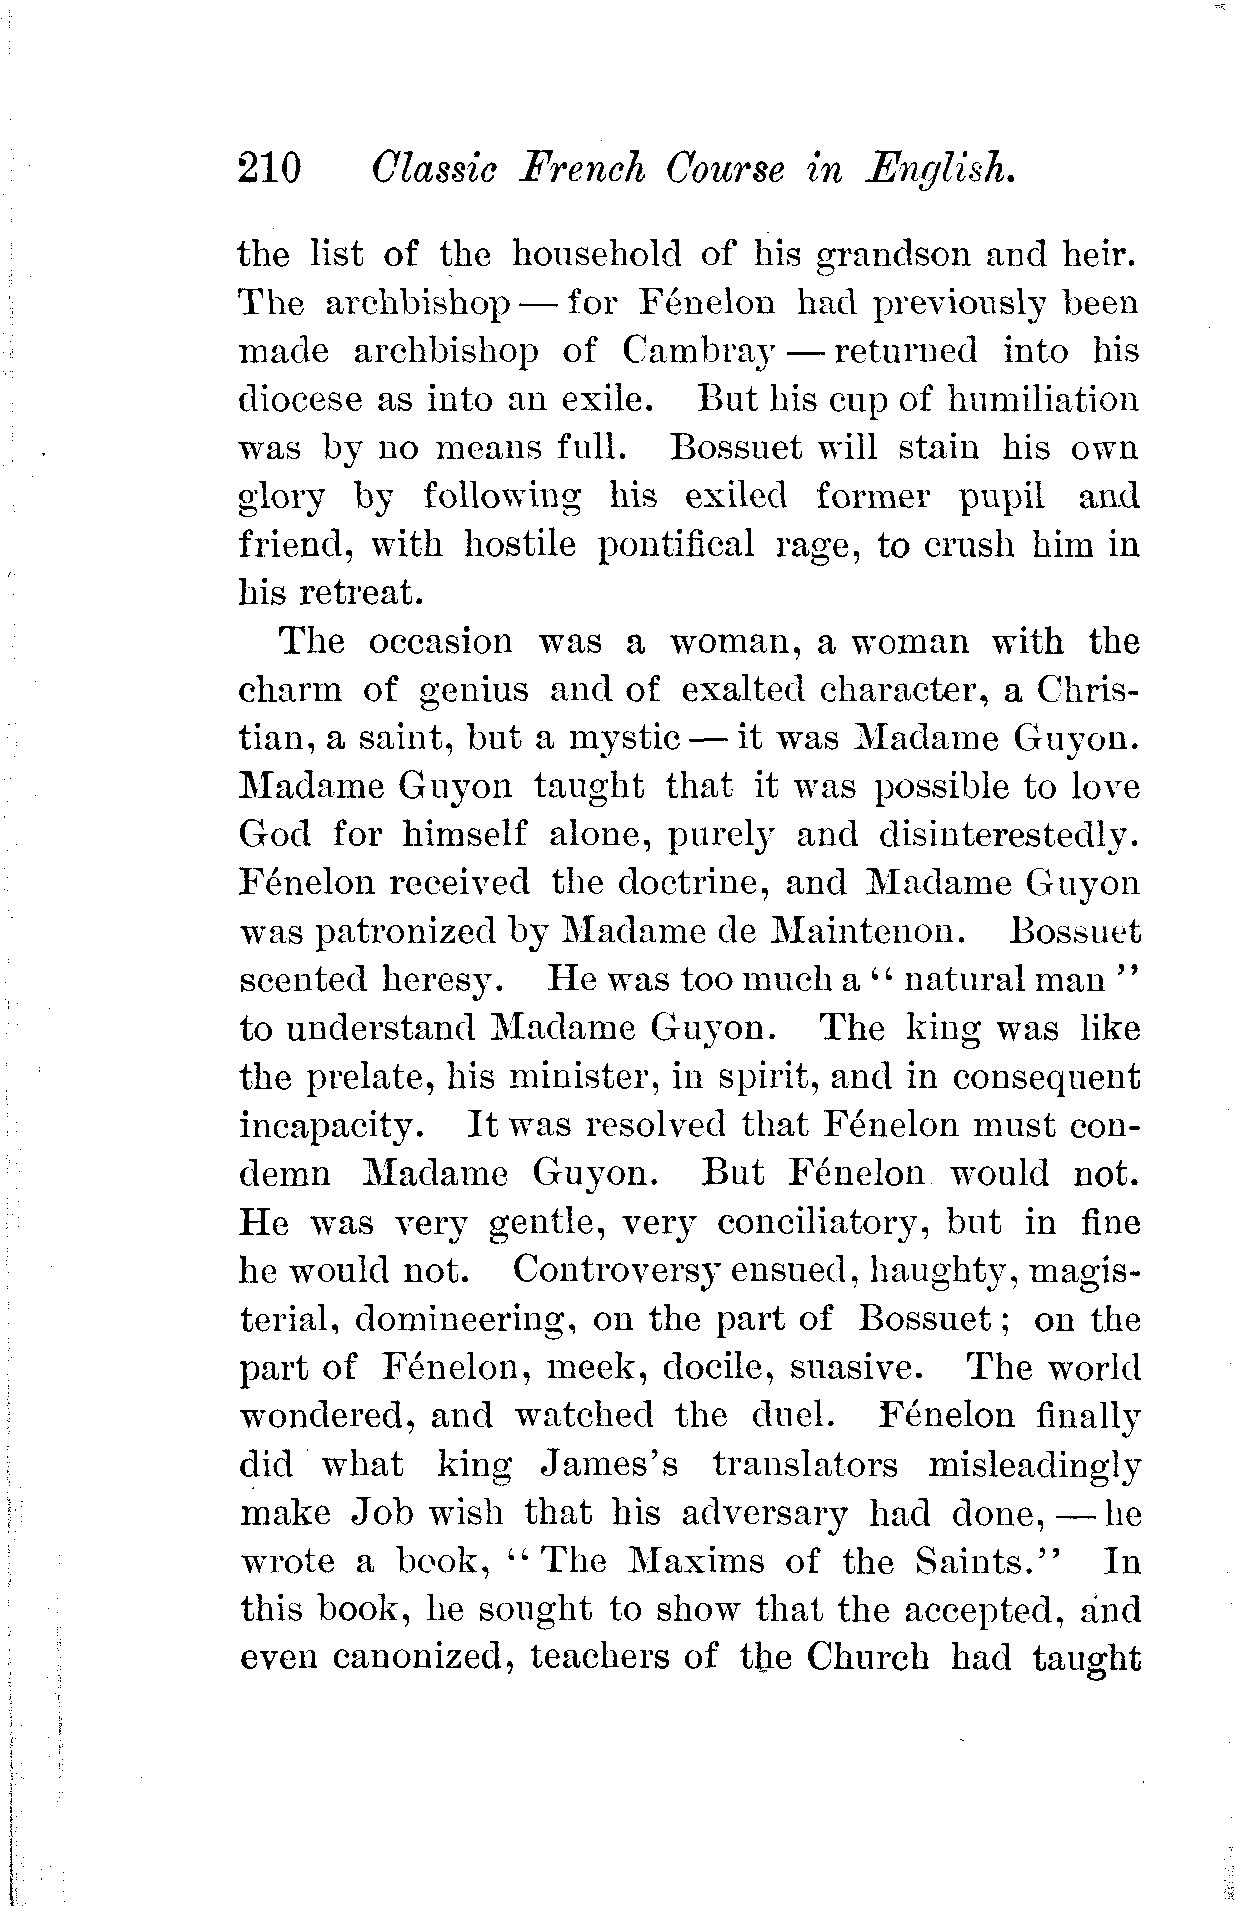 210 Classic French Course in English.
the list of the household of his grandson and heir.
The archbishop — for Fénelon had previously been
made archbishop of Cambray — returned into his
diocese as into an exile. But his cup of humiliation
was by no means full. Bossuet will stain his own
glory by following his exiled former pupil and
friend, with hostile pontifical rage, to crush him in
his retreat.
The occasion was a woman, a woman with the
charm of genius and of exalted character, a Chris-
tian, a saint, but a mystic — it was Madame Guyon.
Madame Guyon taught that it was possible to love
God for himself alone, purely and disinterestedly.
Fénelon received the doctrine, and Madame Guyon
was patronized by Madame de Maintenon. Bossuet
scented heresy. He was too much a “ natural man ”
to understand Madame Guyon. The king was like
the prelate, his minister, in spirit, and in consequent
incapacity. It was resolved that Fénelon must con-
demn Madame Guyon. But Fénelon would not.
He was very gentle, very conciliatory, but in fine
he would not. Controversy ensued, haughty, magis-
terial, domineering, on the part of Bossuet ; on the
part of Fénelon, meek, docile, suasive. The world
wondered, and watched the duel. Fénelon finally
did what king James’s translators misleadingly
make Job wish that his adversary had done, — he
wrote a book, “ The Maxims of the Saints.” In
this book, he sought to show that the accepted, and
even canonized, teachers of the Church had taught